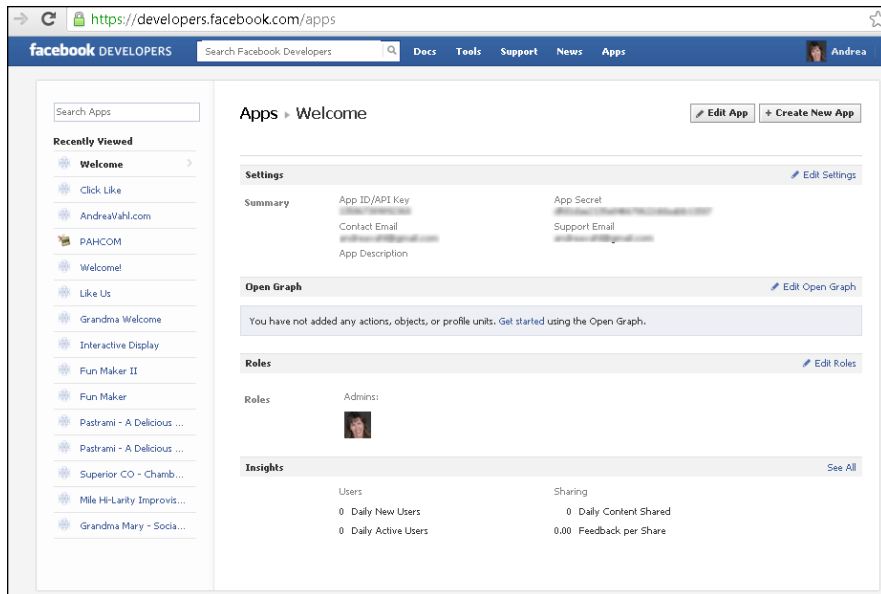 https://developers.facebook.com/apps
facebook DEVELOPERS
Search Facebook Developers
Docs Tools Support News Apps
Andrea
Search Apps
Recently Viewed
Welcome
Click Like
AndreaVahl.com
PAHCOM
Welcome!
Like Us
Grandma Welcome
Interactive Display
Fun Maker II
Fun Maker
Pastrami - A Delicious ...
Pastrami - A Delicious ...
Superior CO - Chamb...
Mile Hi-Larity Improvis...
Grandma Mary - Socia...
Apps ▸ Welcome
Edit App
+ Create New App
Settings
Edit Settings
Summary
App ID/API Key
App Secret
Contact Email
Support Email
App Description
Open Graph
Edit Open Graph
You have not added any actions, objects, or profile units. Get started using the Open Graph.
Roles
Edit Roles
Roles
Admins:
Insights
See All
Users
Sharing
0 Daily New Users
0 Daily Content Shared
0 Daily Active Users
0.00 Feedback per Share